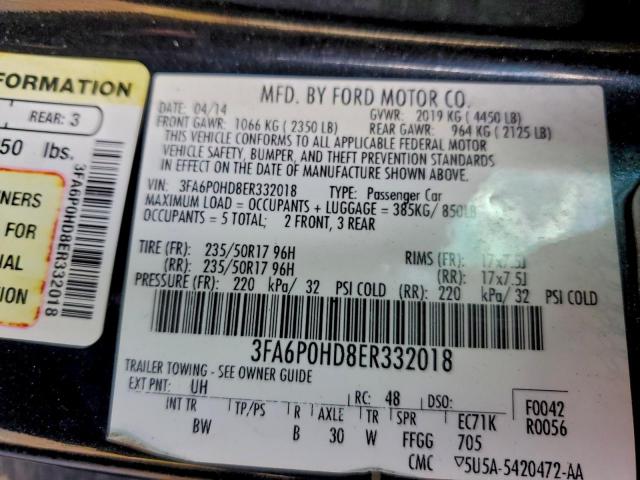 FORMATION
REAR: 3
50 lbs.
NERS
FOR
IAL
TION
3FA6P0HD8ER332018
MFD. BY FORD MOTOR CO.
DATE: 04/14 GVWR: 2019 KG ( 4450 LB)
FRONT GAWR: 1066 KG ( 2350 LB) REAR GAWR: 964 KG ( 2125 LB)
THIS VEHICLE CONFORMS TO ALL APPLICABLE FEDERAL MOTOR
VEHICLE SAFETY, BUMPER, AND THEFT PREVENTION STANDARDS
IN EFFECT ON THE DATE OF MANUFACTURE SHOWN ABOVE.
VIN: 3FA6P0HD8ER332018 TYPE: Passenger Car
MAXIMUM LOAD = OCCUPANTS + LUGGAGE = 385KG/ 850LB
OCCUPANTS = 5 TOTAL; 2 FRONT, 3 REAR
TIRE (FR): 235/50R17 96H RIMS (FR): 17x7.5J
(RR): 235/50R17 96H (RR): 17x7.5J
PRESSURE (FR): 220 kPa/ 32 PSI COLD (RR): 220 kPa/ 32 PSI COLD
3FA6P0HD8ER332018
TRAILER TOWING - SEE OWNER GUIDE
EXT PNT: UH RC: 48 DSO: F0042
INT TR TP/PS R AXLE TR SPR EC71K R0056
BW B 30 W FFGG 705
CMC ▽5U5A-5420472-AA